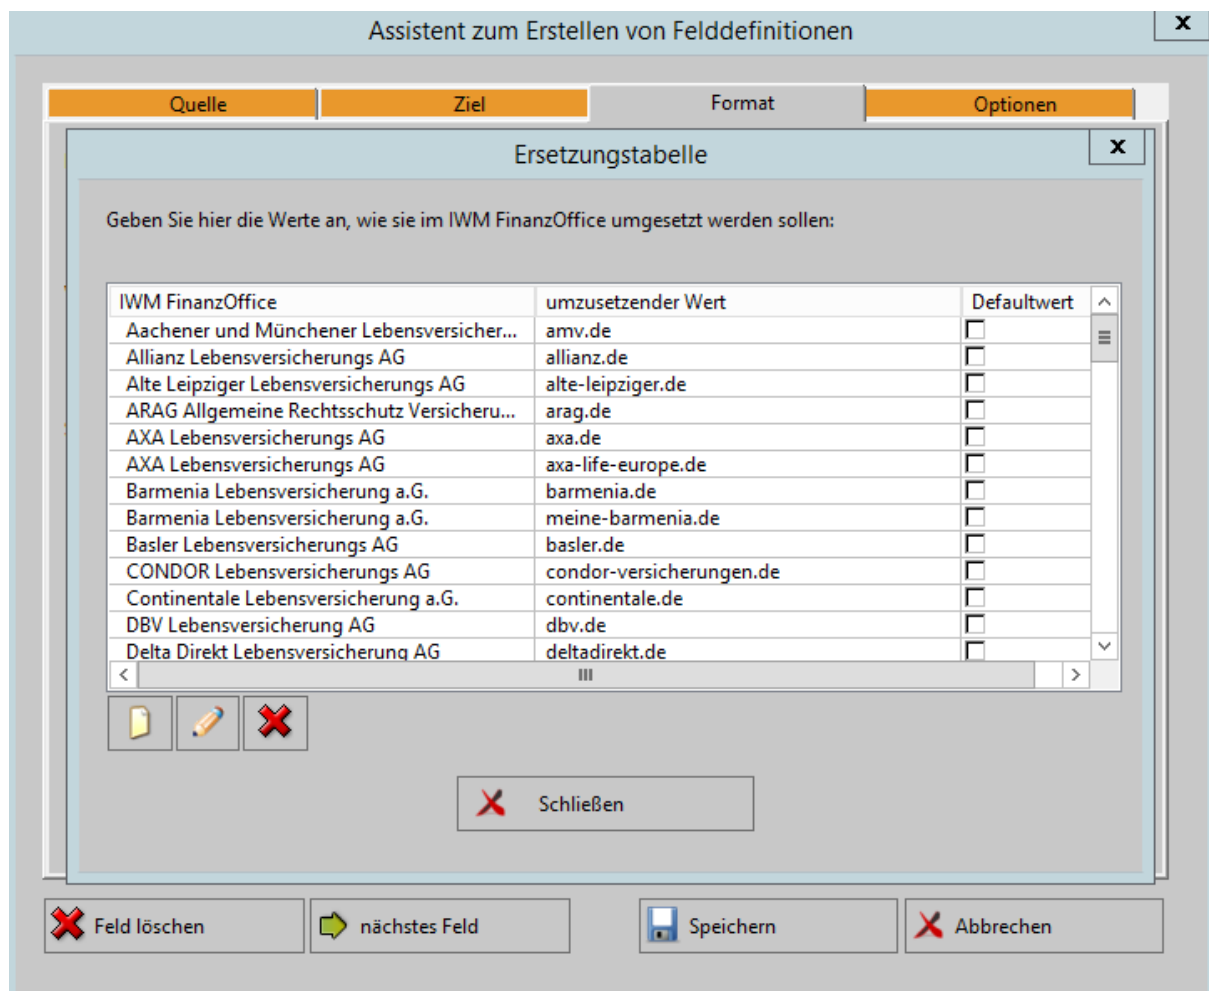 Assistent zum Erstellen von Felddefinitionen
x
Quelle Ziel Format Optionen
Ersetzungstabelle
x
Geben Sie hier die Werte an, wie sie im IWM FinanzOffice umgesetzt werden sollen:
IWM FinanzOffice umzusetzender Wert Defaultwert
Aachener und Münchener Lebensversicher... amv.de
Allianz Lebensversicherungs AG allianz.de
Alte Leipziger Lebensversicherungs AG alte-leipziger.de
ARAG Allgemeine Rechtsschutz Versicheru... arag.de
AXA Lebensversicherungs AG axa.de
AXA Lebensversicherungs AG axa-life-europe.de
Barmenia Lebensversicherung a.G. barmenia.de
Barmenia Lebensversicherung a.G. meine-barmenia.de
Basler Lebensversicherungs AG basler.de
CONDOR Lebensversicherungs AG condor-versicherungen.de
Continentale Lebensversicherung a.G. continentale.de
DBV Lebensversicherung AG dbv.de
Delta Direkt Lebensversicherung AG deltadirekt.de
Schließen
Feld löschen nächstes Feld Speichern Abbrechen